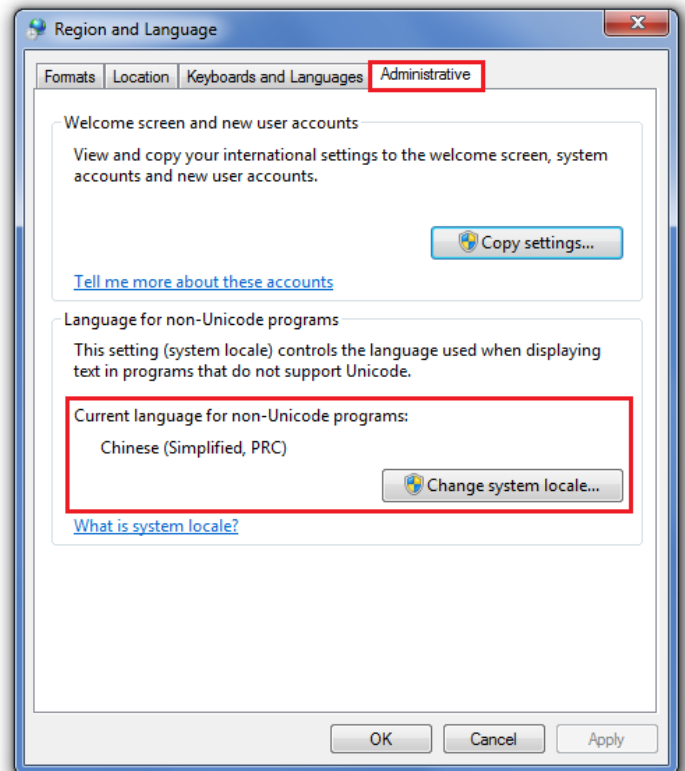 Region and Language
Formats Location Keyboards and Languages Administrative
Welcome screen and new user accounts
View and copy your international settings to the welcome screen, system
accounts and new user accounts.
Copy settings...
Tell me more about these accounts
Language for non-Unicode programs
This setting (system locale) controls the language used when displaying
text in programs that do not support Unicode.
Current language for non-Unicode programs:
Chinese (Simplified, PRC)
Change system locale...
What is system locale?
OK Cancel Apply